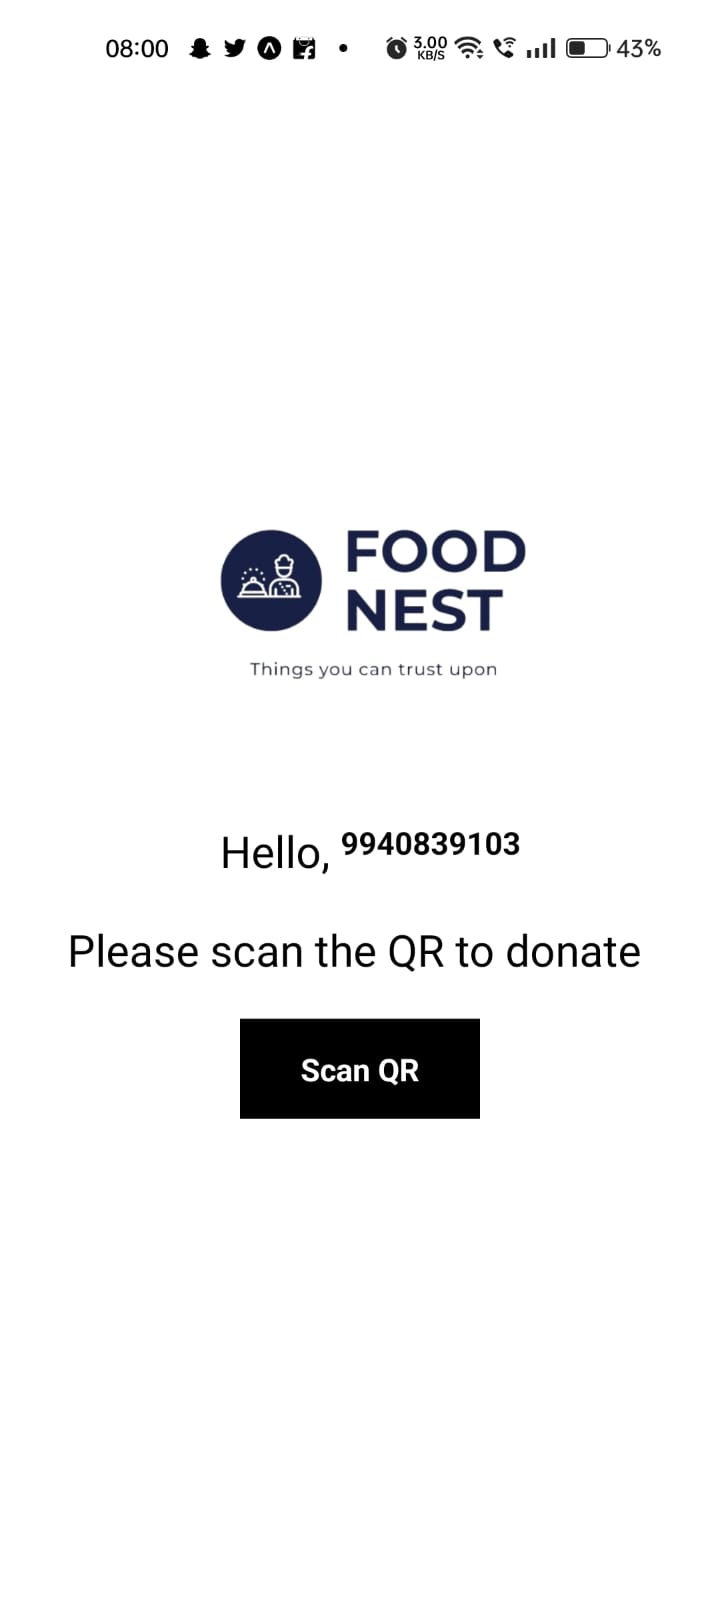 08:00 3.00 KB/S 43%
FOOD
NEST
Things you can trust upon
Hello, 9940839103
Please scan the QR to donate
Scan QR